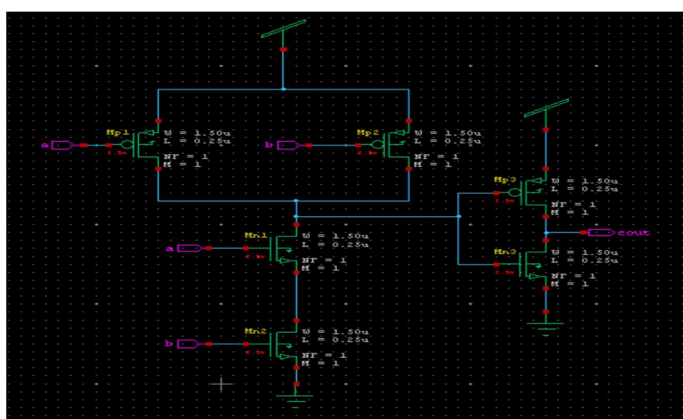 Mp1
W = 1.50u
L = 0.25u
NF = 1
M = 1
a
Mp2
W = 1.50u
L = 0.25u
NF = 1
M = 1
b
Mp3
W = 1.50u
L = 0.25u
NF = 1
M = 1
cout
Mn1
W = 1.50u
L = 0.25u
NF = 1
M = 1
a
Mn3
W = 1.50u
L = 0.25u
NF = 1
M = 1
Mn2
W = 1.50u
L = 0.25u
NF = 1
M = 1
b